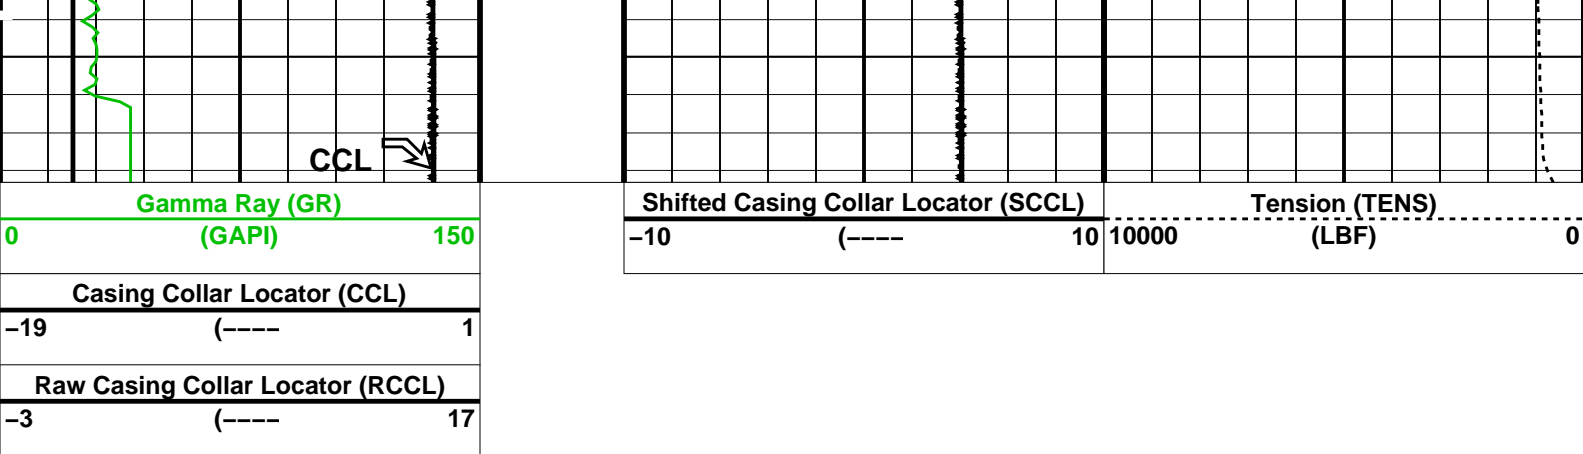 CCL
Gamma Ray (GR)
0 (GAPI) 150
Shifted Casing Collar Locator (SCCL)
−10 (−−−− 10
Tension (TENS)
10000 (LBF) 0
Casing Collar Locator (CCL)
−19 (−−−− 1
Raw Casing Collar Locator (RCCL)
−3 (−−−− 17